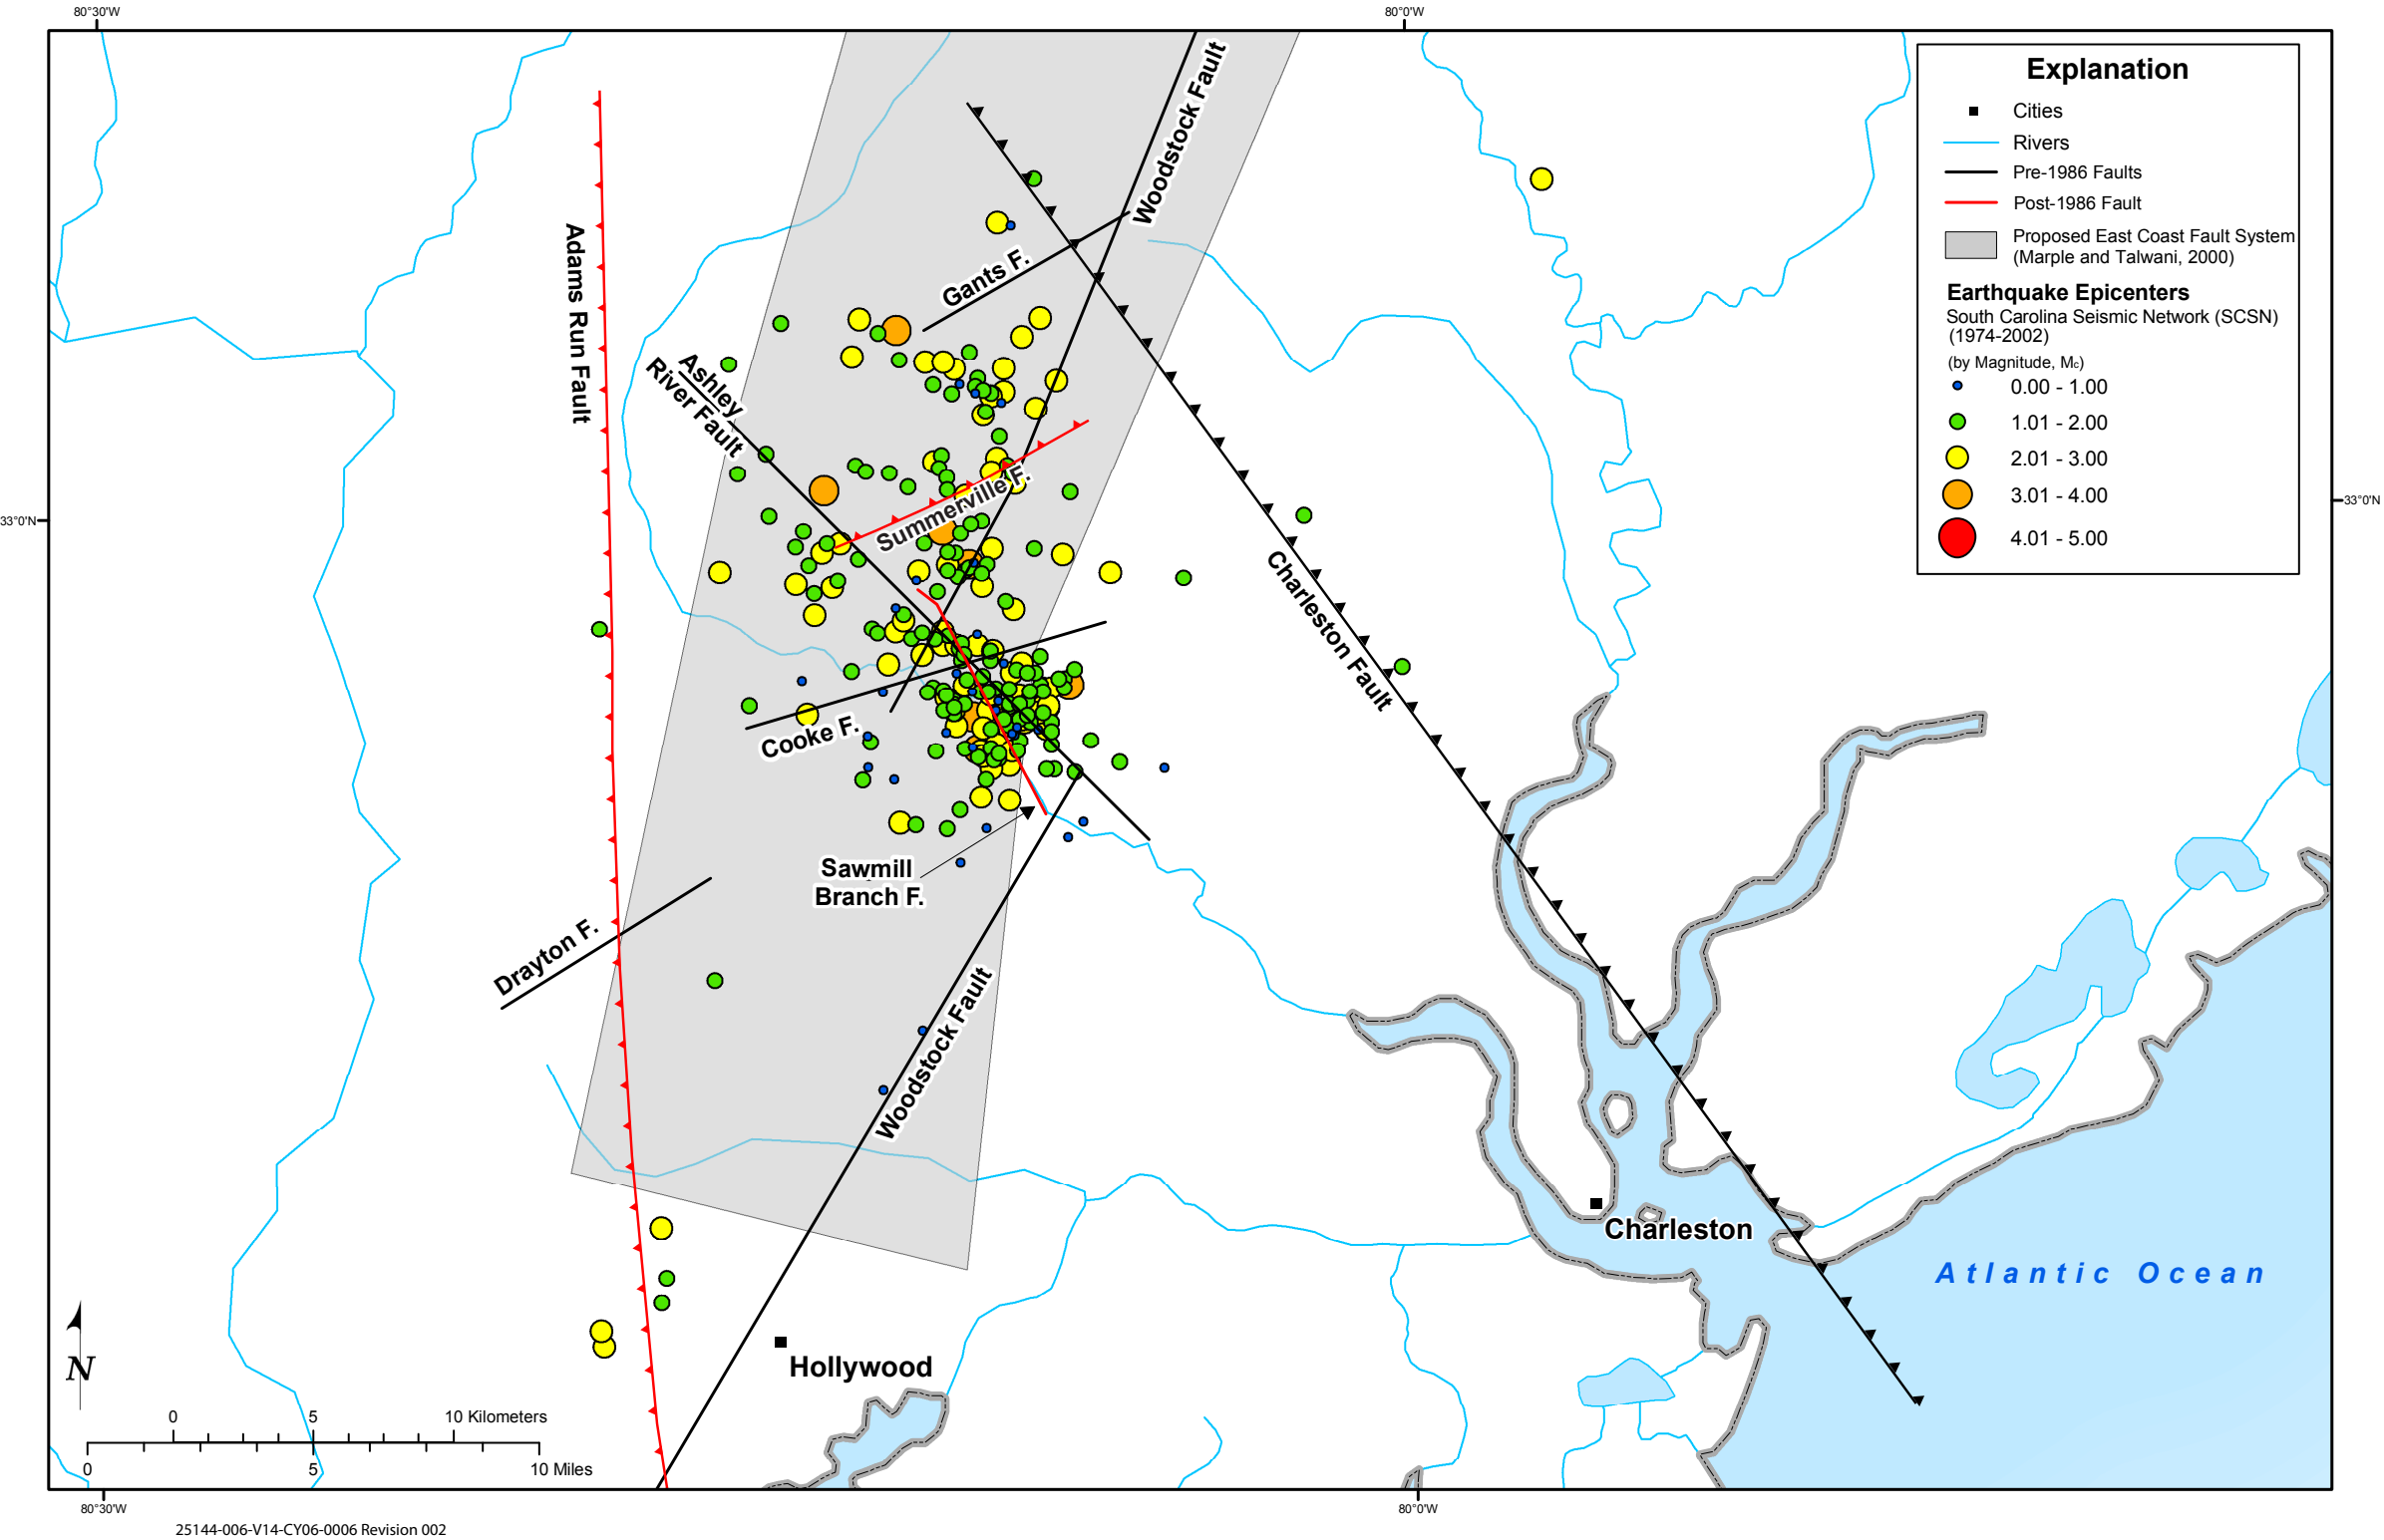 80°30'W
80°0'W
Explanation
Cities
Rivers
Pre-1986 Faults
Post-1986 Fault
Proposed East Coast Fault System
(Marple and Talwani, 2000)
Earthquake Epicenters
South Carolina Seismic Network (SCSN)
(1974-2002)
(by Magnitude, Mc)
0.00 - 1.00
1.01 - 2.00
2.01 - 3.00
3.01 - 4.00
4.01 - 5.00
Woodstock Fault
Gants F.
Adams Run Fault
Ashley
River Fault
Summerville F.
33°0'N
33°0'N
Charleston Fault
Cooke F.
Sawmill
Branch F.
Drayton F.
Woodstock Fault
Charleston
Atlantic Ocean
Hollywood
N
0 5 10 Kilometers
0 5 10 Miles
80°30'W
80°0'W
25144-006-V14-CY06-0006 Revision 002